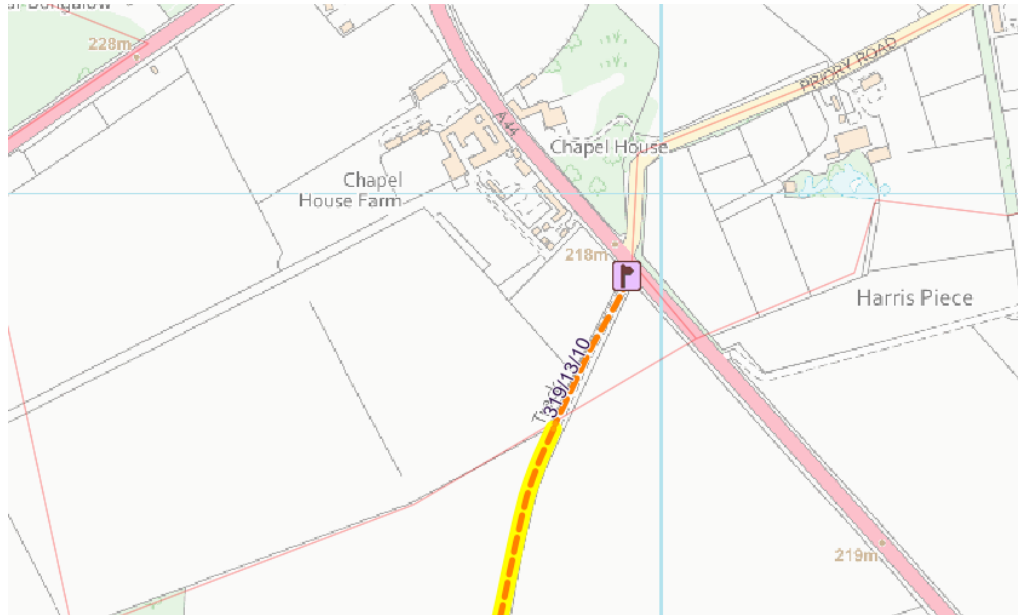 228m
PRIORY ROAD
A44
Chapel House
Chapel
House Farm
218m
Harris Piece
319/13/10
219m